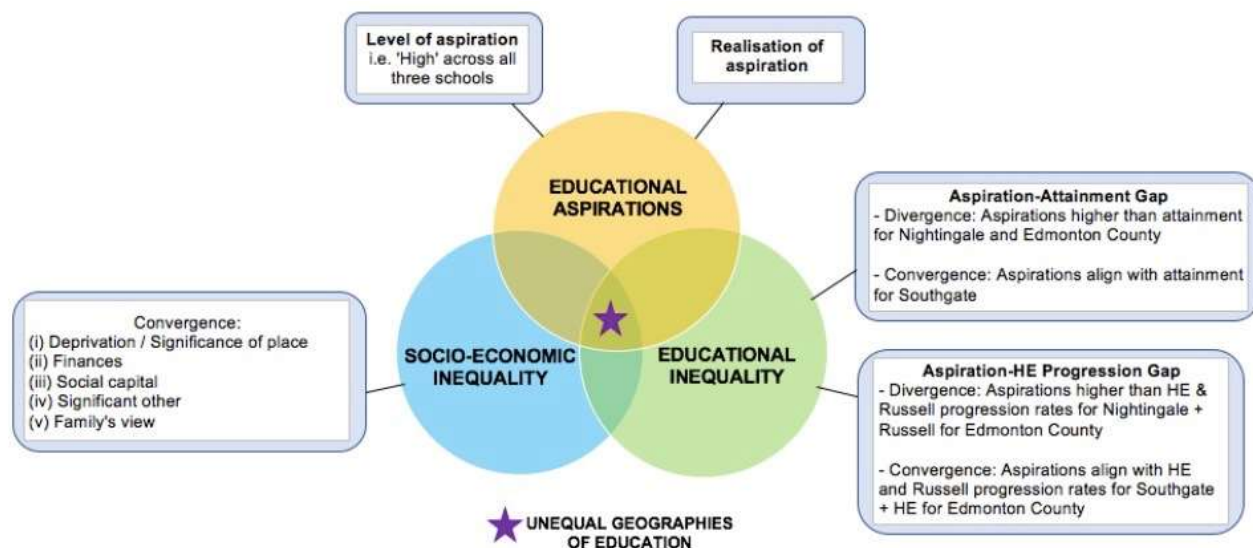 Level of aspiration
i.e. 'High' across all
three schools
Realisation of
aspiration
EDUCATIONAL
ASPIRATIONS
Aspiration-Attainment Gap
- Divergence: Aspirations higher than attainment
for Nightingale and Edmonton County
- Convergence: Aspirations align with attainment
for Southgate
Convergence:
(i) Deprivation / Significance of place
(ii) Finances
(iii) Social capital
(iv) Significant other
(v) Family's view
SOCIO-ECONOMIC
INEQUALITY
EDUCATIONAL
INEQUALITY
Aspiration-HE Progression Gap
- Divergence: Aspirations higher than HE &
Russell progression rates for Nightingale +
Russell for Edmonton County
- Convergence: Aspirations align with HE
and Russell progression rates for Southgate
+ HE for Edmonton County
UNEQUAL GEOGRAPHIES
OF EDUCATION